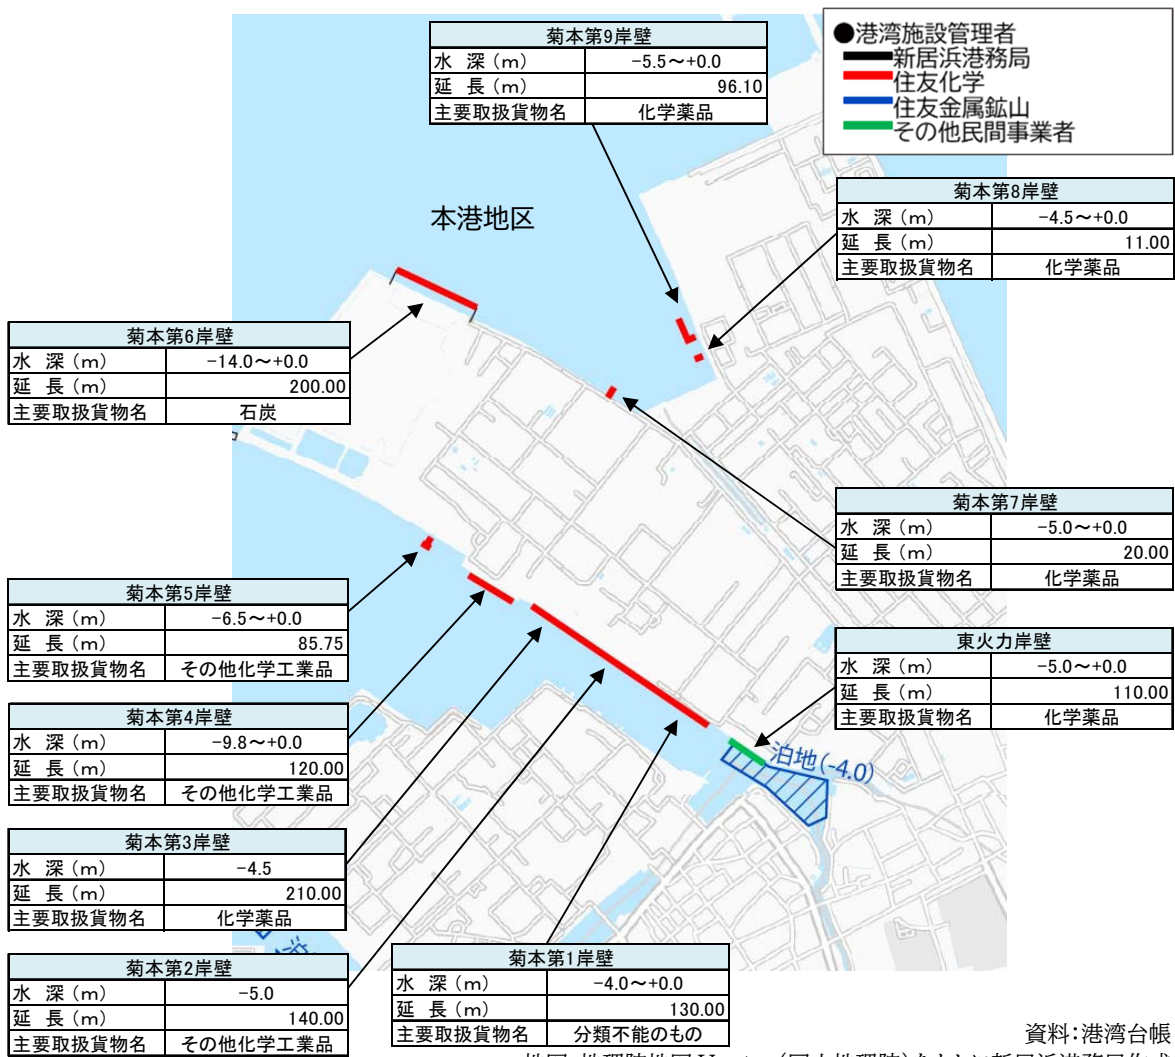 菊本第9岸壁
水 深（m） -5.5～+0.0
延 長（m） 96.10
主要取扱貨物名 化学薬品
●港湾施設管理者
新居浜港務局
住友化学
住友金属鉱山
その他民間事業者
本港地区
菊本第8岸壁
水 深（m） -4.5～+0.0
延 長（m） 11.00
主要取扱貨物名 化学薬品
菊本第6岸壁
水 深（m） -14.0～+0.0
延 長（m） 200.00
主要取扱貨物名 石炭
菊本第7岸壁
水 深（m） -5.0～+0.0
延 長（m） 20.00
主要取扱貨物名 化学薬品
菊本第5岸壁
水 深（m） -6.5～+0.0
延 長（m） 85.75
主要取扱貨物名 その他化学工業品
東火力岸壁
水 深（m） -5.0～+0.0
延 長（m） 110.00
主要取扱貨物名 化学薬品
泊地(-4.0)
菊本第4岸壁
水 深（m） -9.8～+0.0
延 長（m） 120.00
主要取扱貨物名 その他化学工業品
菊本第3岸壁
水 深（m） -4.5
延 長（m） 210.00
主要取扱貨物名 化学薬品
菊本第2岸壁
水 深（m） -5.0
延 長（m） 140.00
主要取扱貨物名 その他化学工業品
菊本第1岸壁
水 深（m） -4.0～+0.0
延 長（m） 130.00
主要取扱貨物名 分類不能のもの
資料：港湾台帳